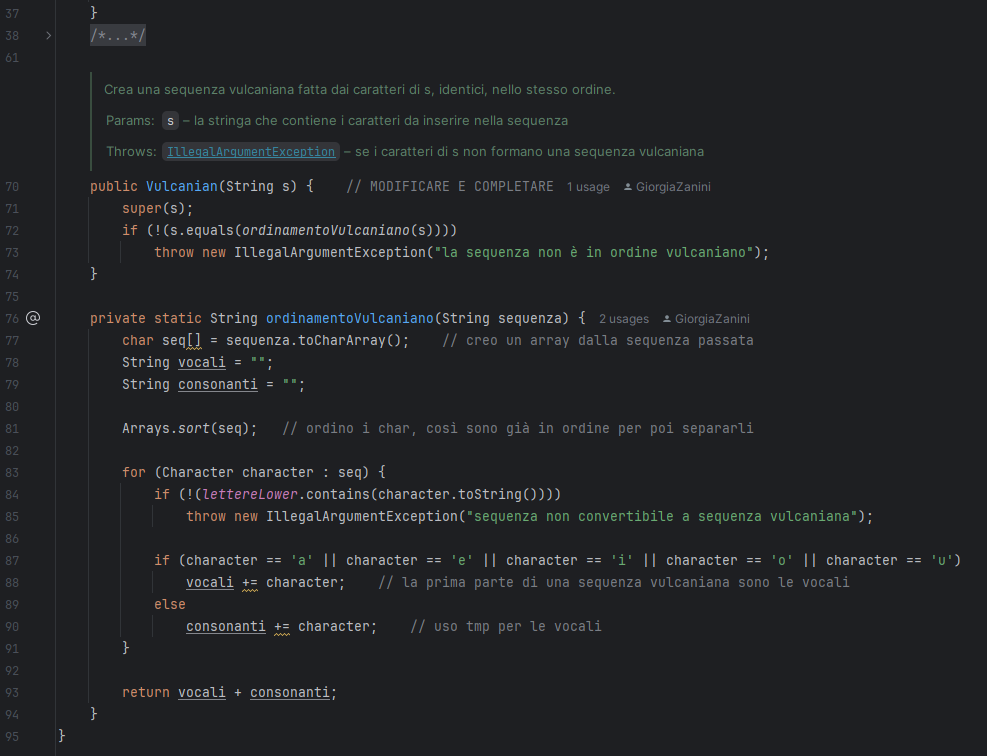 37 }
38 > /*...*/
61
Crea una sequenza vulcaniana fatta dai caratteri di s, identici, nello stesso ordine.
Params: s – la stringa che contiene i caratteri da inserire nella sequenza
Throws: IllegalArgumentException – se i caratteri di s non formano una sequenza vulcaniana
70 public Vulcanian(String s) { // MODIFICARE E COMPLETARE 1 usage GiorgiaZanini
71 super(s);
72 if (!(s.equals(ordinamentoVulcaniano(s))))
73 throw new IllegalArgumentException("la sequenza non è in ordine vulcaniano");
74 }
75
76 @ private static String ordinamentoVulcaniano(String sequenza) { 2 usages GiorgiaZanini
77 char seq[] = sequenza.toCharArray(); // creo un array dalla sequenza passata
78 String vocali = "";
79 String consonanti = "";
80
81 Arrays.sort(seq); // ordino i char, così sono già in ordine per poi separarli
82
83 for (Character character : seq) {
84 if (!(lettereLower.contains(character.toString())))
85 throw new IllegalArgumentException("sequenza non convertibile a sequenza vulcaniana");
86
87 if (character == 'a' || character == 'e' || character == 'i' || character == 'o' || character == 'u')
88 vocali += character; // la prima parte di una sequenza vulcaniana sono le vocali
89 else
90 consonanti += character; // uso tmp per le vocali
91 }
92
93 return vocali + consonanti;
94 }
95 }